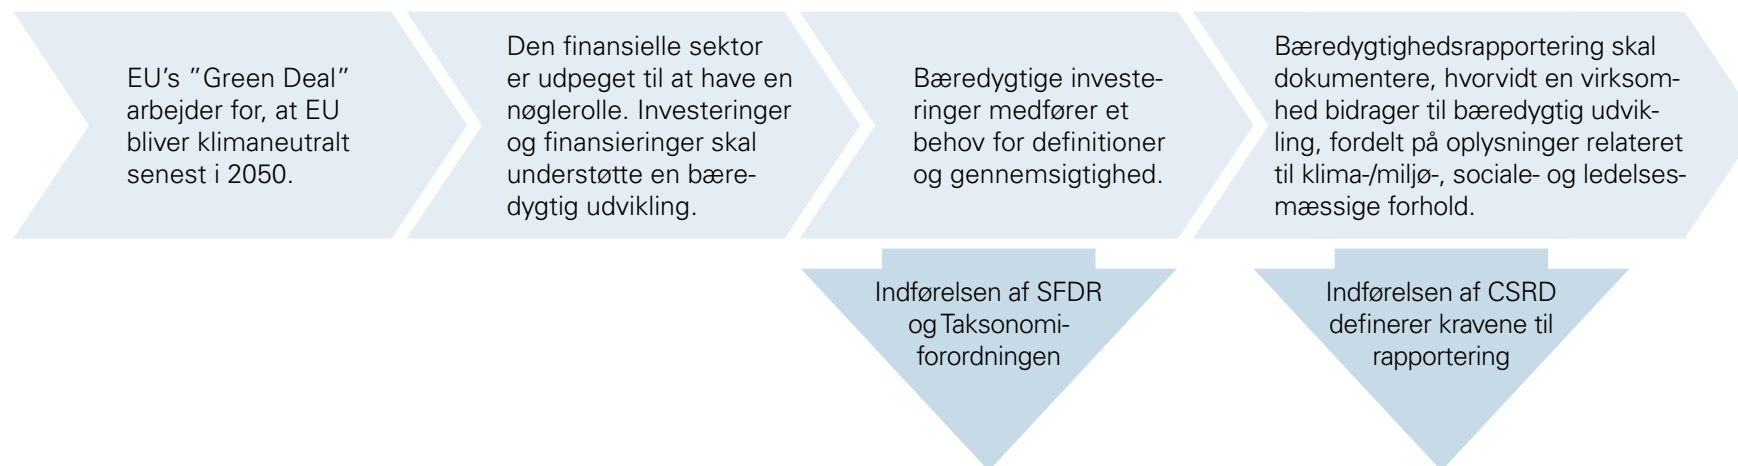 EU's ”Green Deal”
arbejder for, at EU
bliver klimaneutralt
senest i 2050.
Den finansielle sektor
er udpeget til at have en
nøglerolle. Investeringer
og finansieringer skal
understøtte en bære-
dygtig udvikling.
Bæredygtige investe-
ringer medfører et
behov for definitioner
og gennemsigtighed.
Bæredygtighedsrapportering skal
dokumentere, hvorvidt en virksom-
hed bidrager til bæredygtig udvik-
ling, fordelt på oplysninger relateret
til klima-/miljø-, sociale- og ledelses-
mæssige forhold.
Indførelsen af SFDR
og Taksonomi-
forordningen
Indførelsen af CSRD
definerer kravene til
rapportering